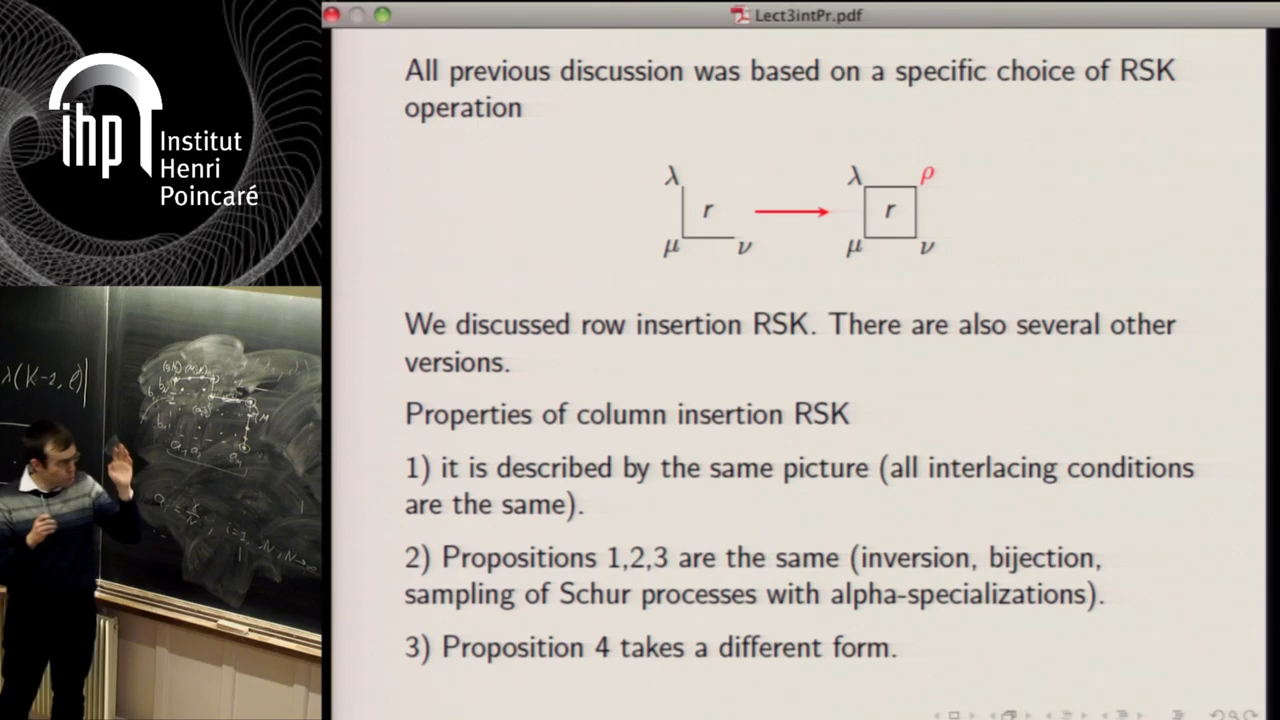 Lect3intPr.pdf
ihp Institut
Henri
Poincaré
All previous discussion was based on a specific choice of RSK
operation
λ λ ρ
r r
μ ν μ ν
We discussed row insertion RSK. There are also several other
versions.
Properties of column insertion RSK
1) it is described by the same picture (all interlacing conditions
are the same).
2) Propositions 1,2,3 are the same (inversion, bijection,
sampling of Schur processes with alpha-specializations).
3) Proposition 4 takes a different form.
λ(K-1, ℓ)